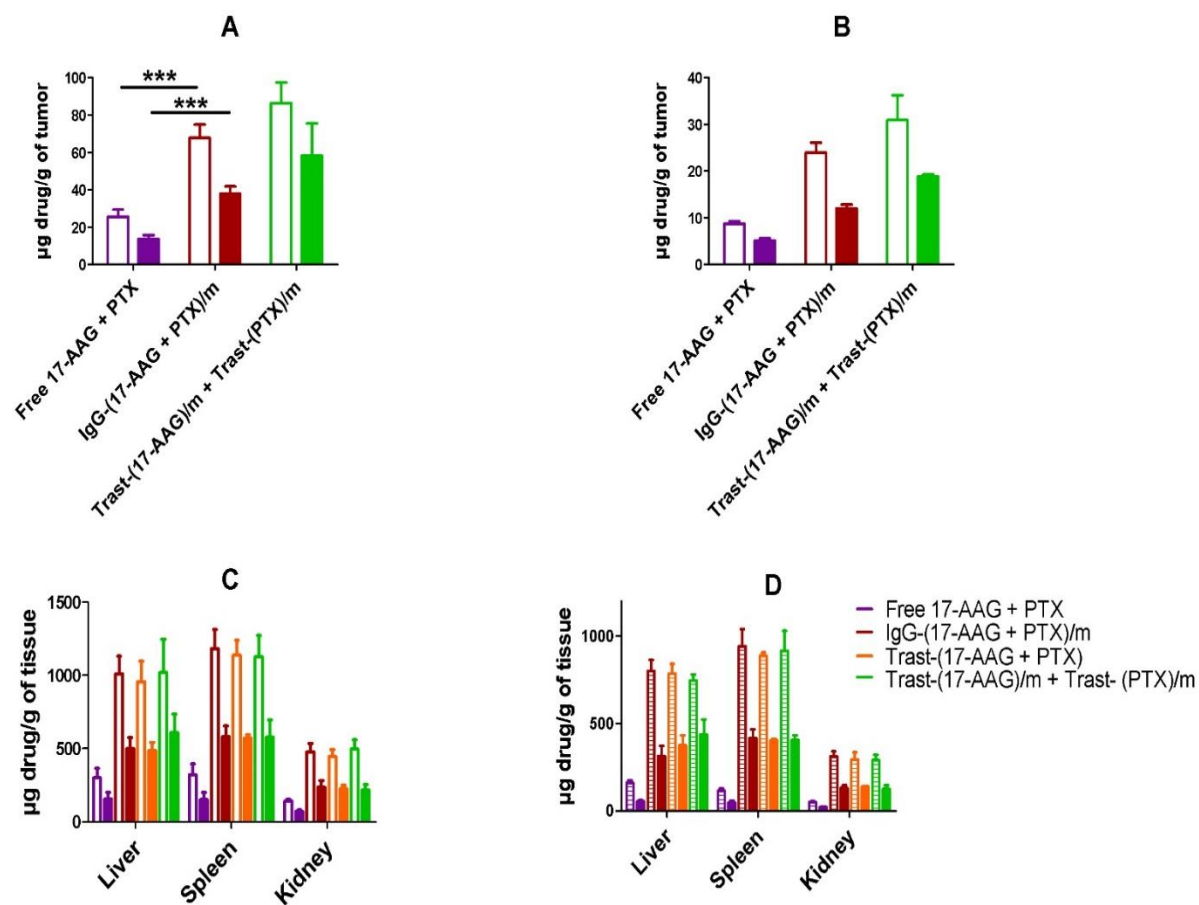 A
*** 
***
µg drug/g of tumor
100
80
60
40
20
0
Free 17-AAG + PTX
IgG-(17-AAG + PTX)/m
Trast-(17-AAG)/m + Trast-(PTX)/m
B
µg drug/g of tumor
40
30
20
10
0
Free 17-AAG + PTX
IgG-(17-AAG + PTX)/m
Trast-(17-AAG)/m + Trast-(PTX)/m
C
µg drug/g of tissue
1500
1000
500
0
Liver
Spleen
Kidney
D
µg drug/g of tissue
1000
500
0
Liver
Spleen
Kidney
Free 17-AAG + PTX
IgG-(17-AAG + PTX)/m
Trast-(17-AAG + PTX)
Trast-(17-AAG)/m + Trast- (PTX)/m